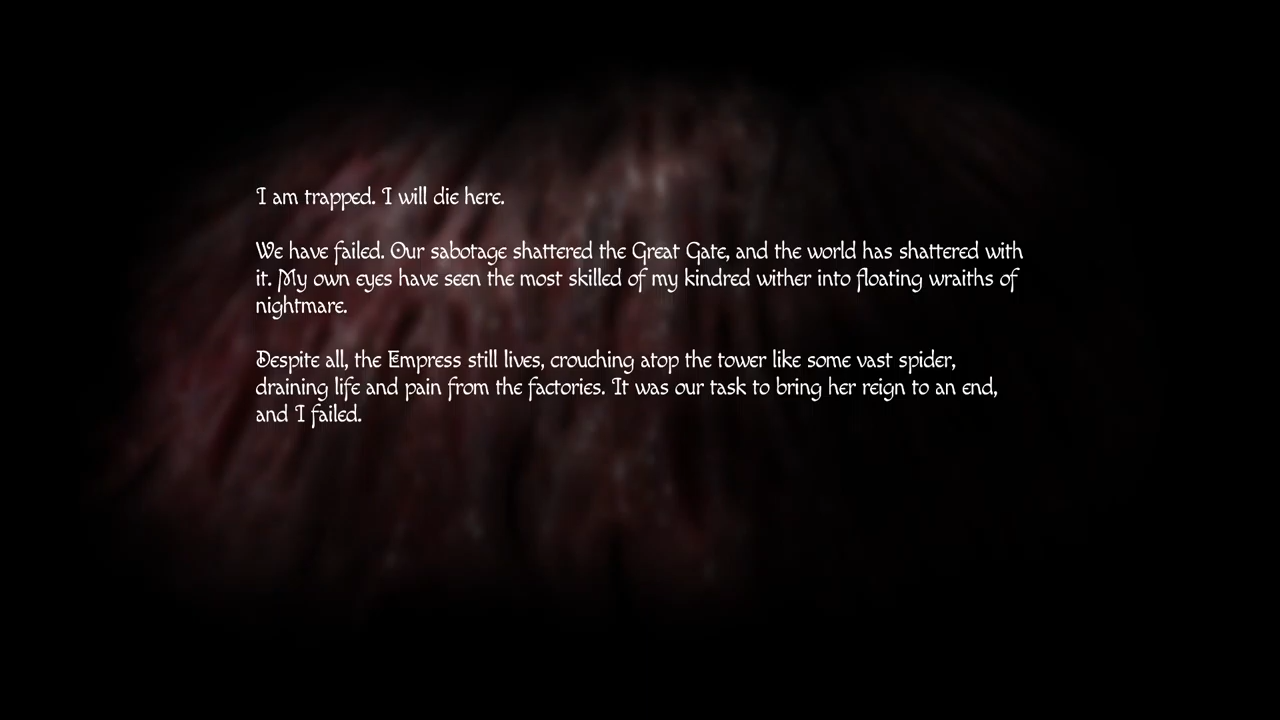 I am trapped. I will die here.
We have failed. Our sabotage shattered the Great Gate, and the world has shattered with
it. My own eyes have seen the most skilled of my kindred wither into floating wraiths of
nightmare.
Despite all, the Empress still lives, crouching atop the tower like some vast spider,
draining life and pain from the factories. It was our task to bring her reign to an end,
and I failed.